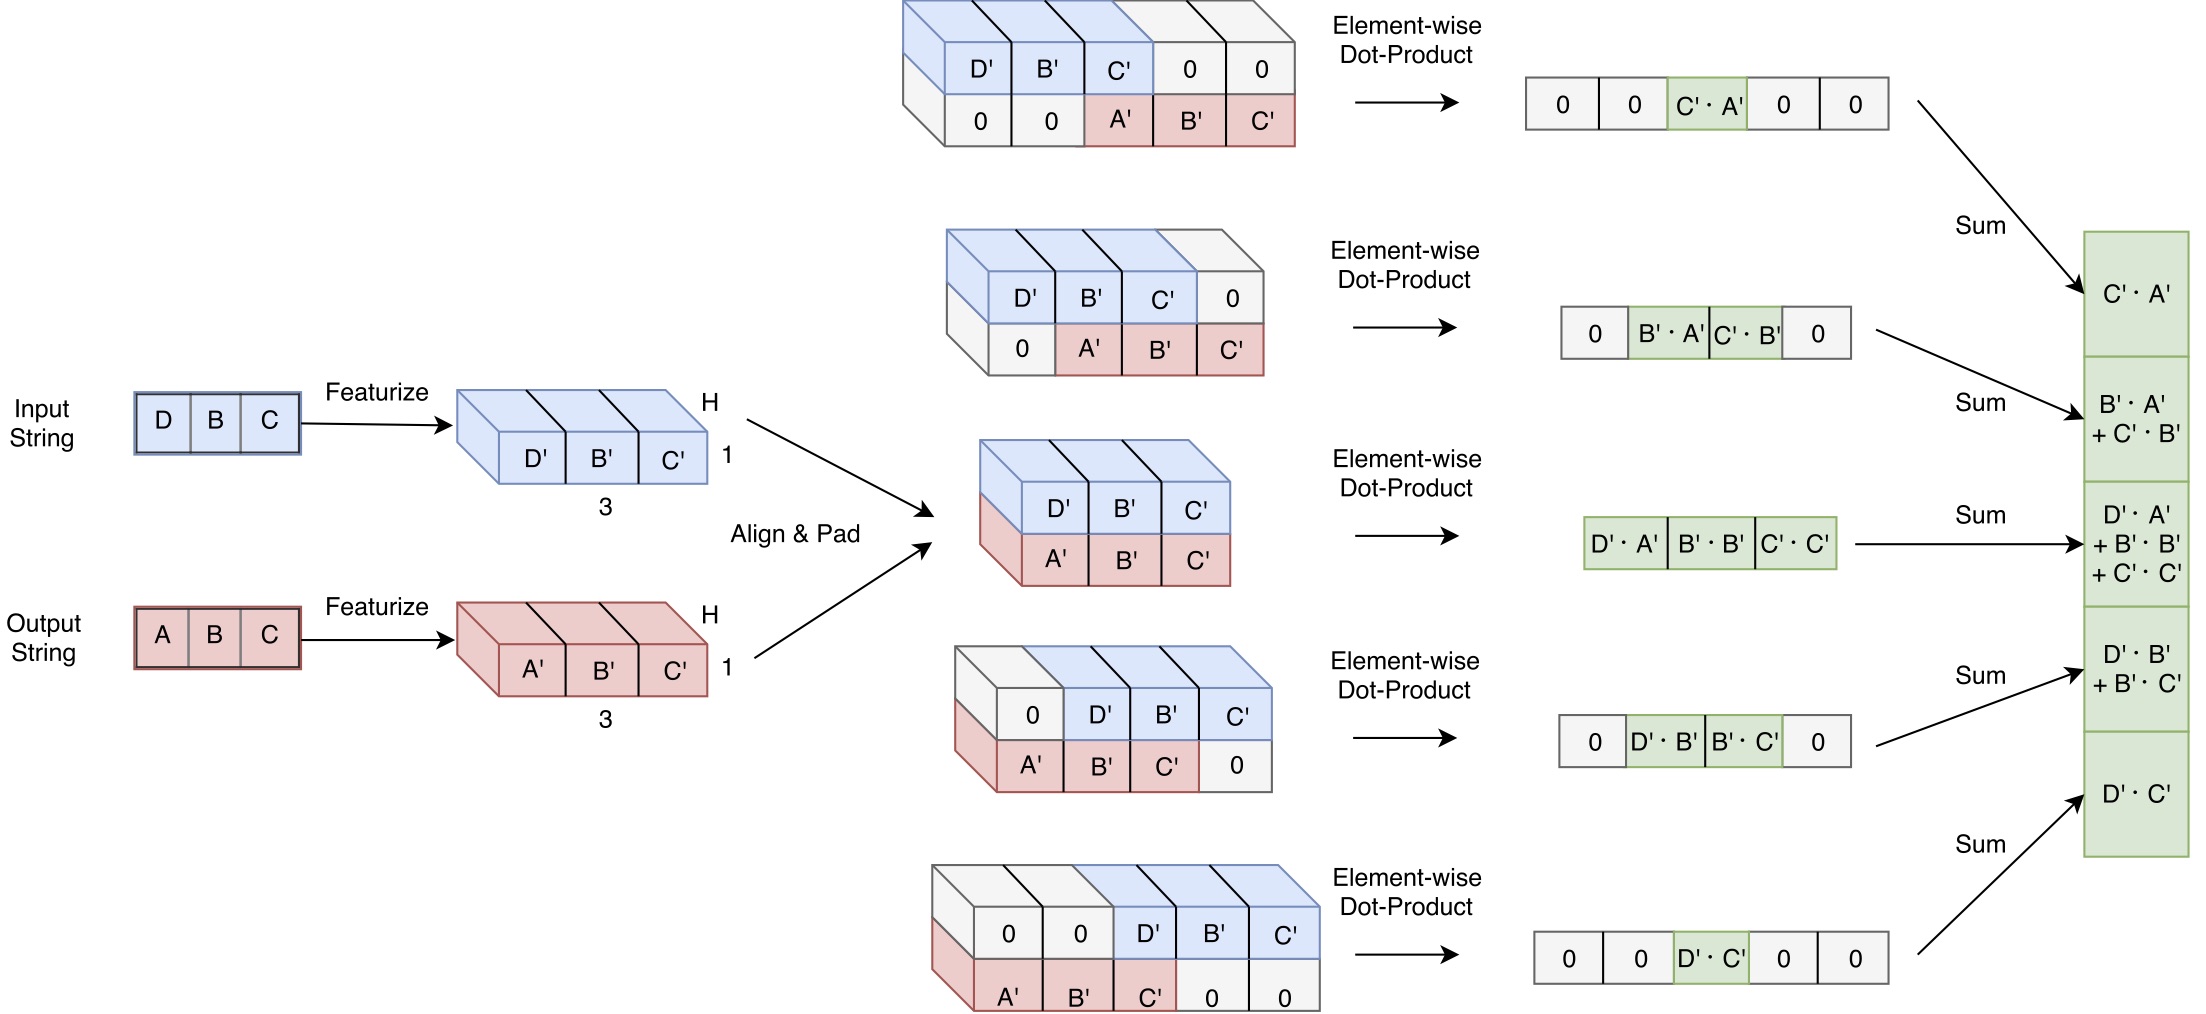 Input
String
D B C
Featurize
D' B' C'
H
1
3
Output
String
A B C
Featurize
A' B' C'
H
1
3
Align & Pad
D' B' C' 0 0
0 0 A' B' C'
Element-wise
Dot-Product
0 0 C' · A' 0 0
Sum
D' B' C' 0
0 A' B' C'
Element-wise
Dot-Product
0 B' · A' C' · B' 0
Sum
D' B' C'
A' B' C'
Element-wise
Dot-Product
D' · A' B' · B' C' · C'
Sum
0 D' B' C'
A' B' C' 0
Element-wise
Dot-Product
0 D' · B' B' · C' 0
Sum
0 0 D' B' C'
A' B' C' 0 0
Element-wise
Dot-Product
0 0 D' · C' 0 0
Sum
C' · A'
B' · A'
+ C' · B'
D' · A'
+ B' · B'
+ C' · C'
D' · B'
+ B' · C'
D' · C'